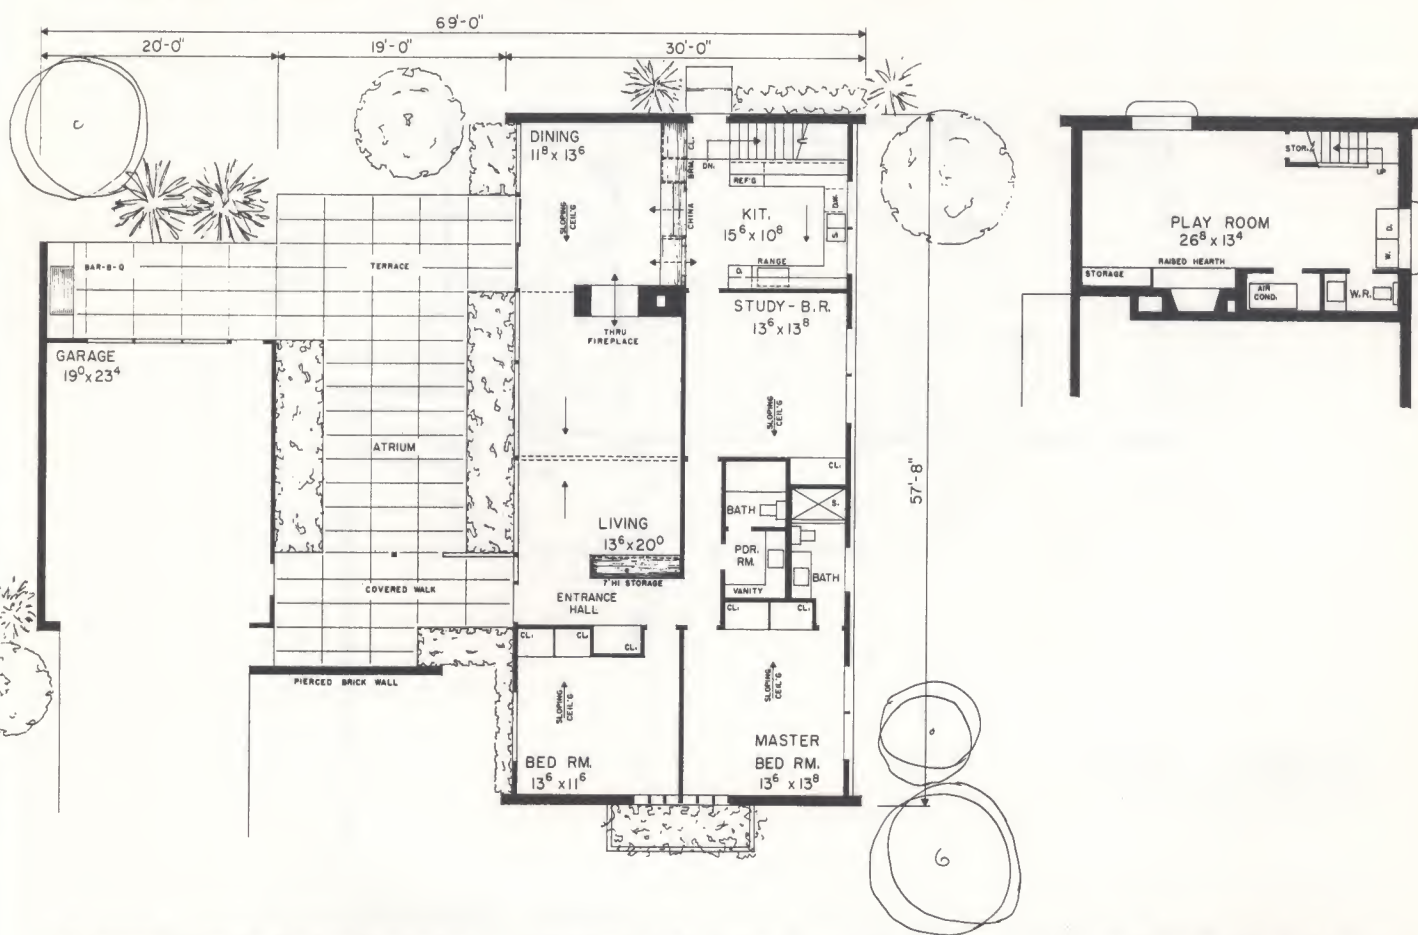 69'-0"
20'-0"
19'-0"
30'-0"
DINING
11⁸ x 13⁶
SLOPING
CEIL'G
CL.
BRM.
CHINA
DN.
REF'G
KIT.
15⁶ x 10⁸
D.W.
S.
RANGE
O.
BAR-B-Q
TERRACE
THRU
FIREPLACE
STUDY - B.R.
13⁶ x 13⁸
SLOPING
CEIL'G
CL.
GARAGE
19⁰ x 23⁴
ATRIUM
57'-8"
LIVING
13⁶ x 20⁰
7' HI STORAGE
BATH
S.
PDR.
RM.
VANITY
BATH
COVERED WALK
ENTRANCE
HALL
CL.
CL.
CL.
CL.
CL.
PIERCED BRICK WALL
SLOPING
CEIL'G
SLOPING
CEIL'G
BED RM.
13⁶ x 11⁶
MASTER
BED RM.
13⁶ x 13⁸
STOR.
UP
PLAY ROOM
26⁸ x 13⁴
RAISED HEARTH
STORAGE
AIR
COND.
W.R.
D.
W.